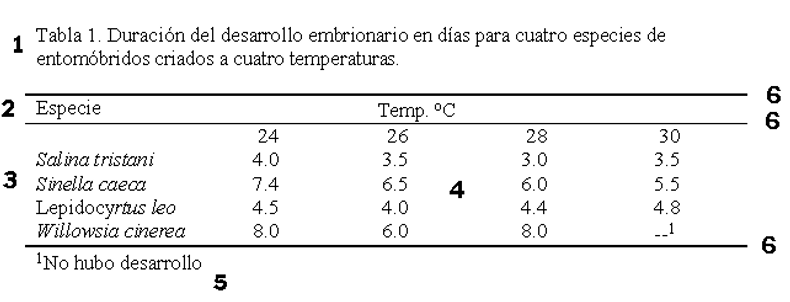 1 Tabla 1. Duración del desarrollo embrionario en días para cuatro especies de
entomóbridos criados a cuatro temperaturas.
6
2 Especie Temp. ºC
6
24 26 28 30
Salina tristani 4.0 3.5 3.0 3.5
3 Sinella caeca 7.4 6.5 4 6.0 5.5
Lepidocyrtus leo 4.5 4.0 4.4 4.8
Willowsia cinerea 8.0 6.0 8.0 --¹
6
¹No hubo desarrollo
5